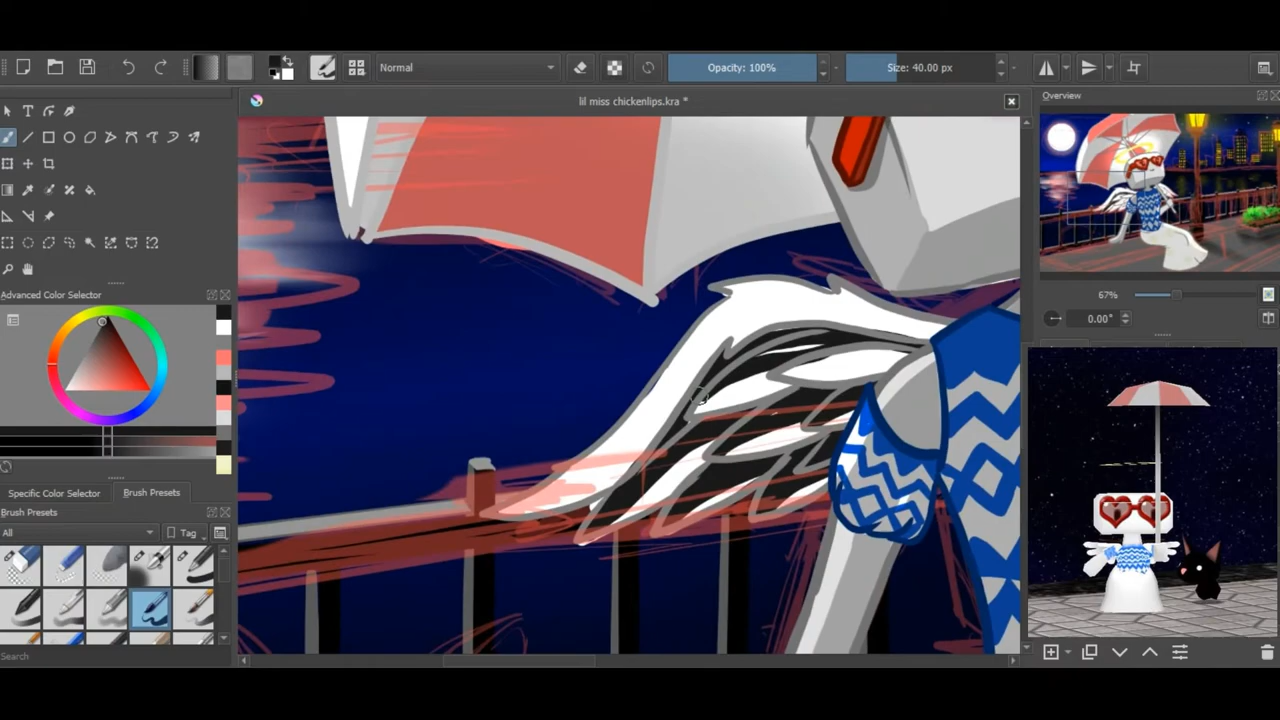 Normal
Opacity: 100%
Size: 40.00 px
lil miss chickenlips.kra *
Overview
67%
0.00°
Advanced Color Selector
Specific Color Selector
Brush Presets
Brush Presets
All
Tag
Search